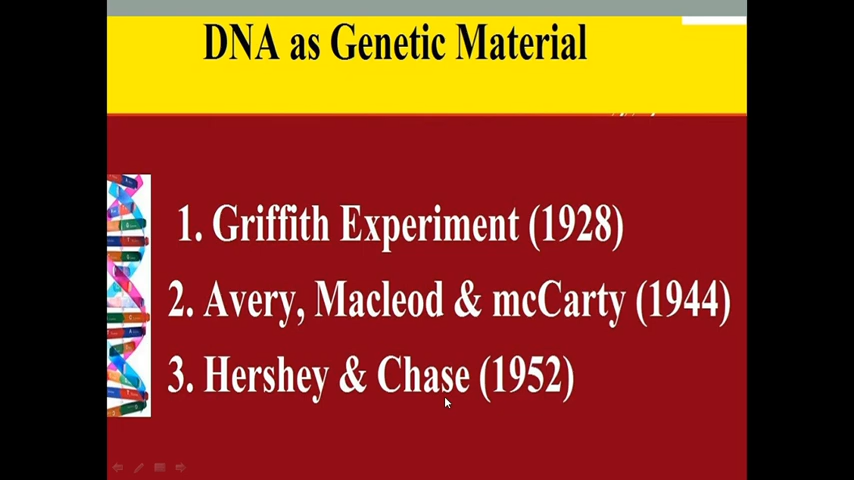 DNA as Genetic Material
1. Griffith Experiment (1928)
2. Avery, Macleod & mcCarty (1944)
3. Hershey & Chase (1952)